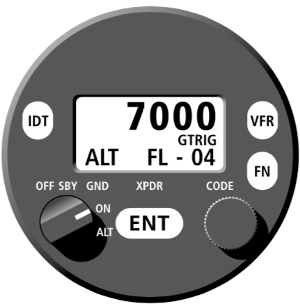 7000
GTRIG
ALT FL - 04
IDT
VFR
FN
OFF SBY GND XPDR CODE
ON
ALT
ENT